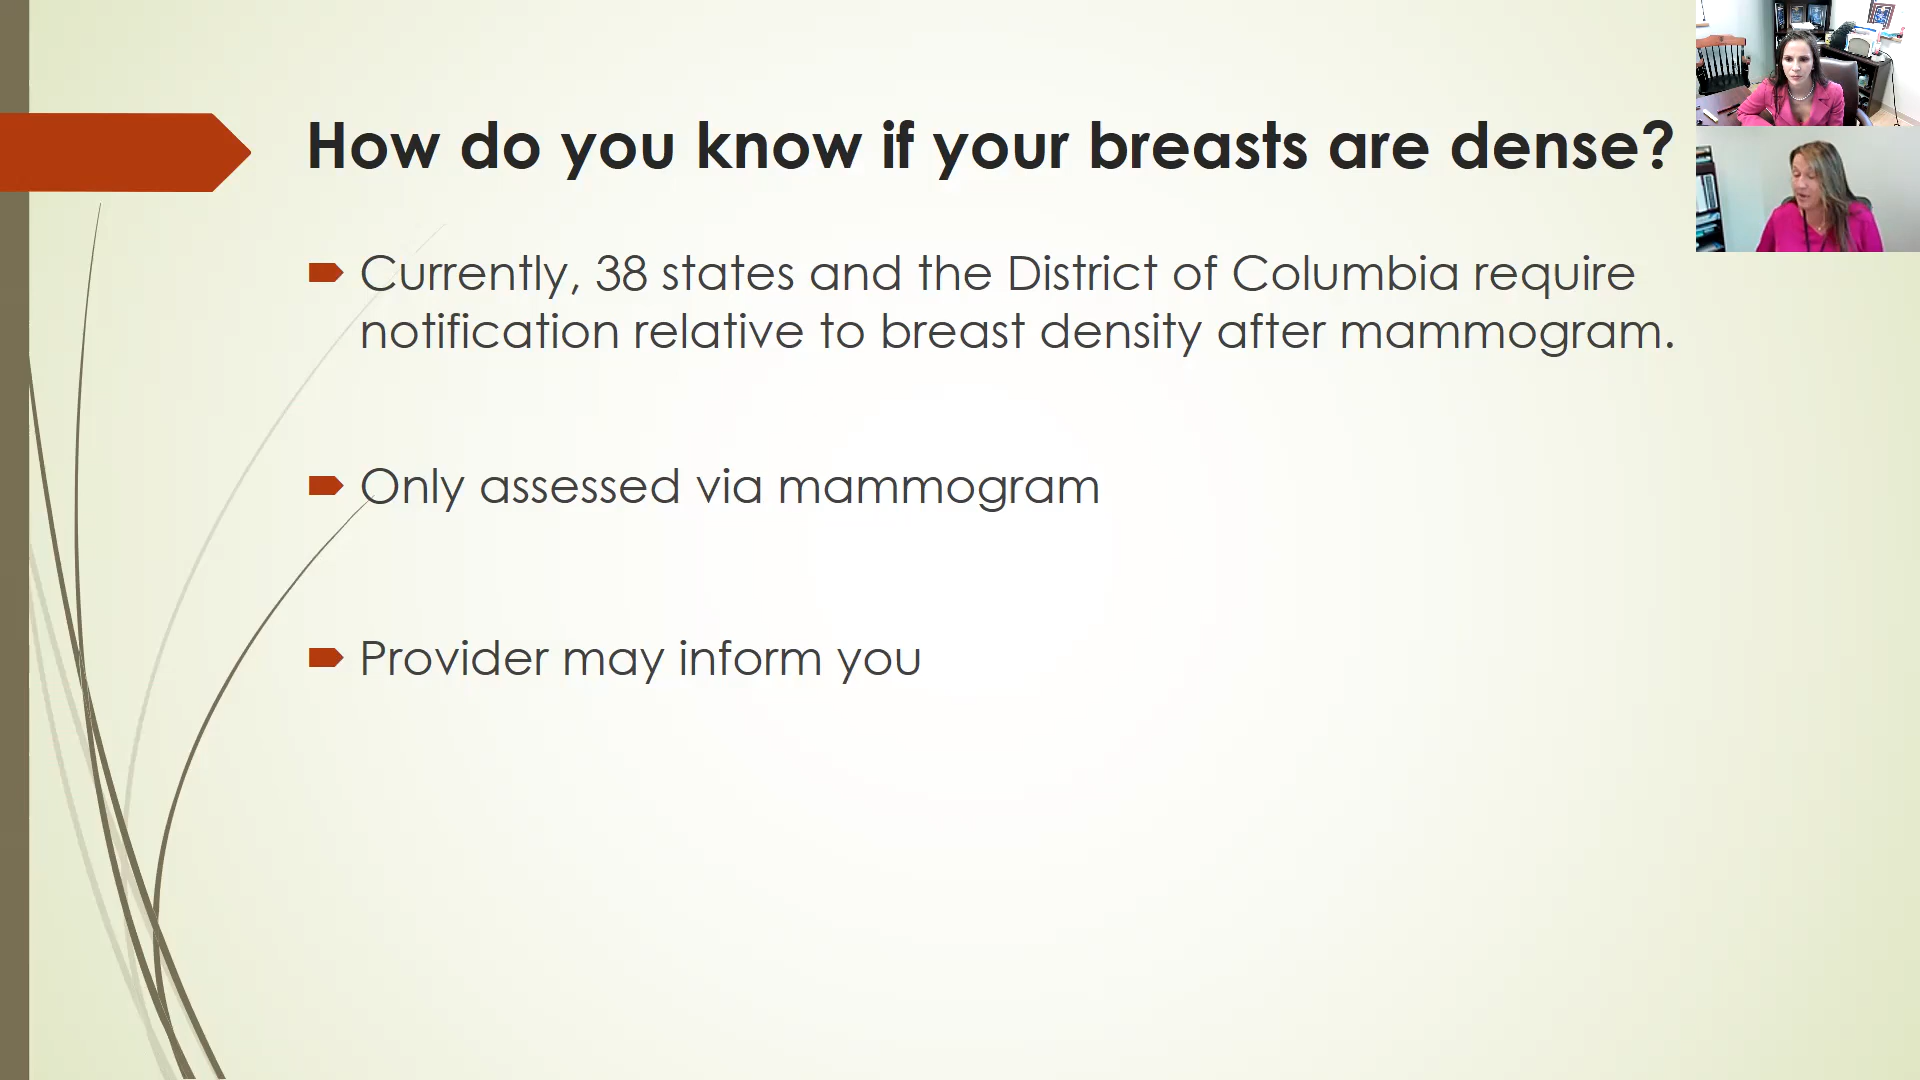 How do you know if your breasts are dense?
Currently, 38 states and the District of Columbia require
notification relative to breast density after mammogram.
Only assessed via mammogram
Provider may inform you